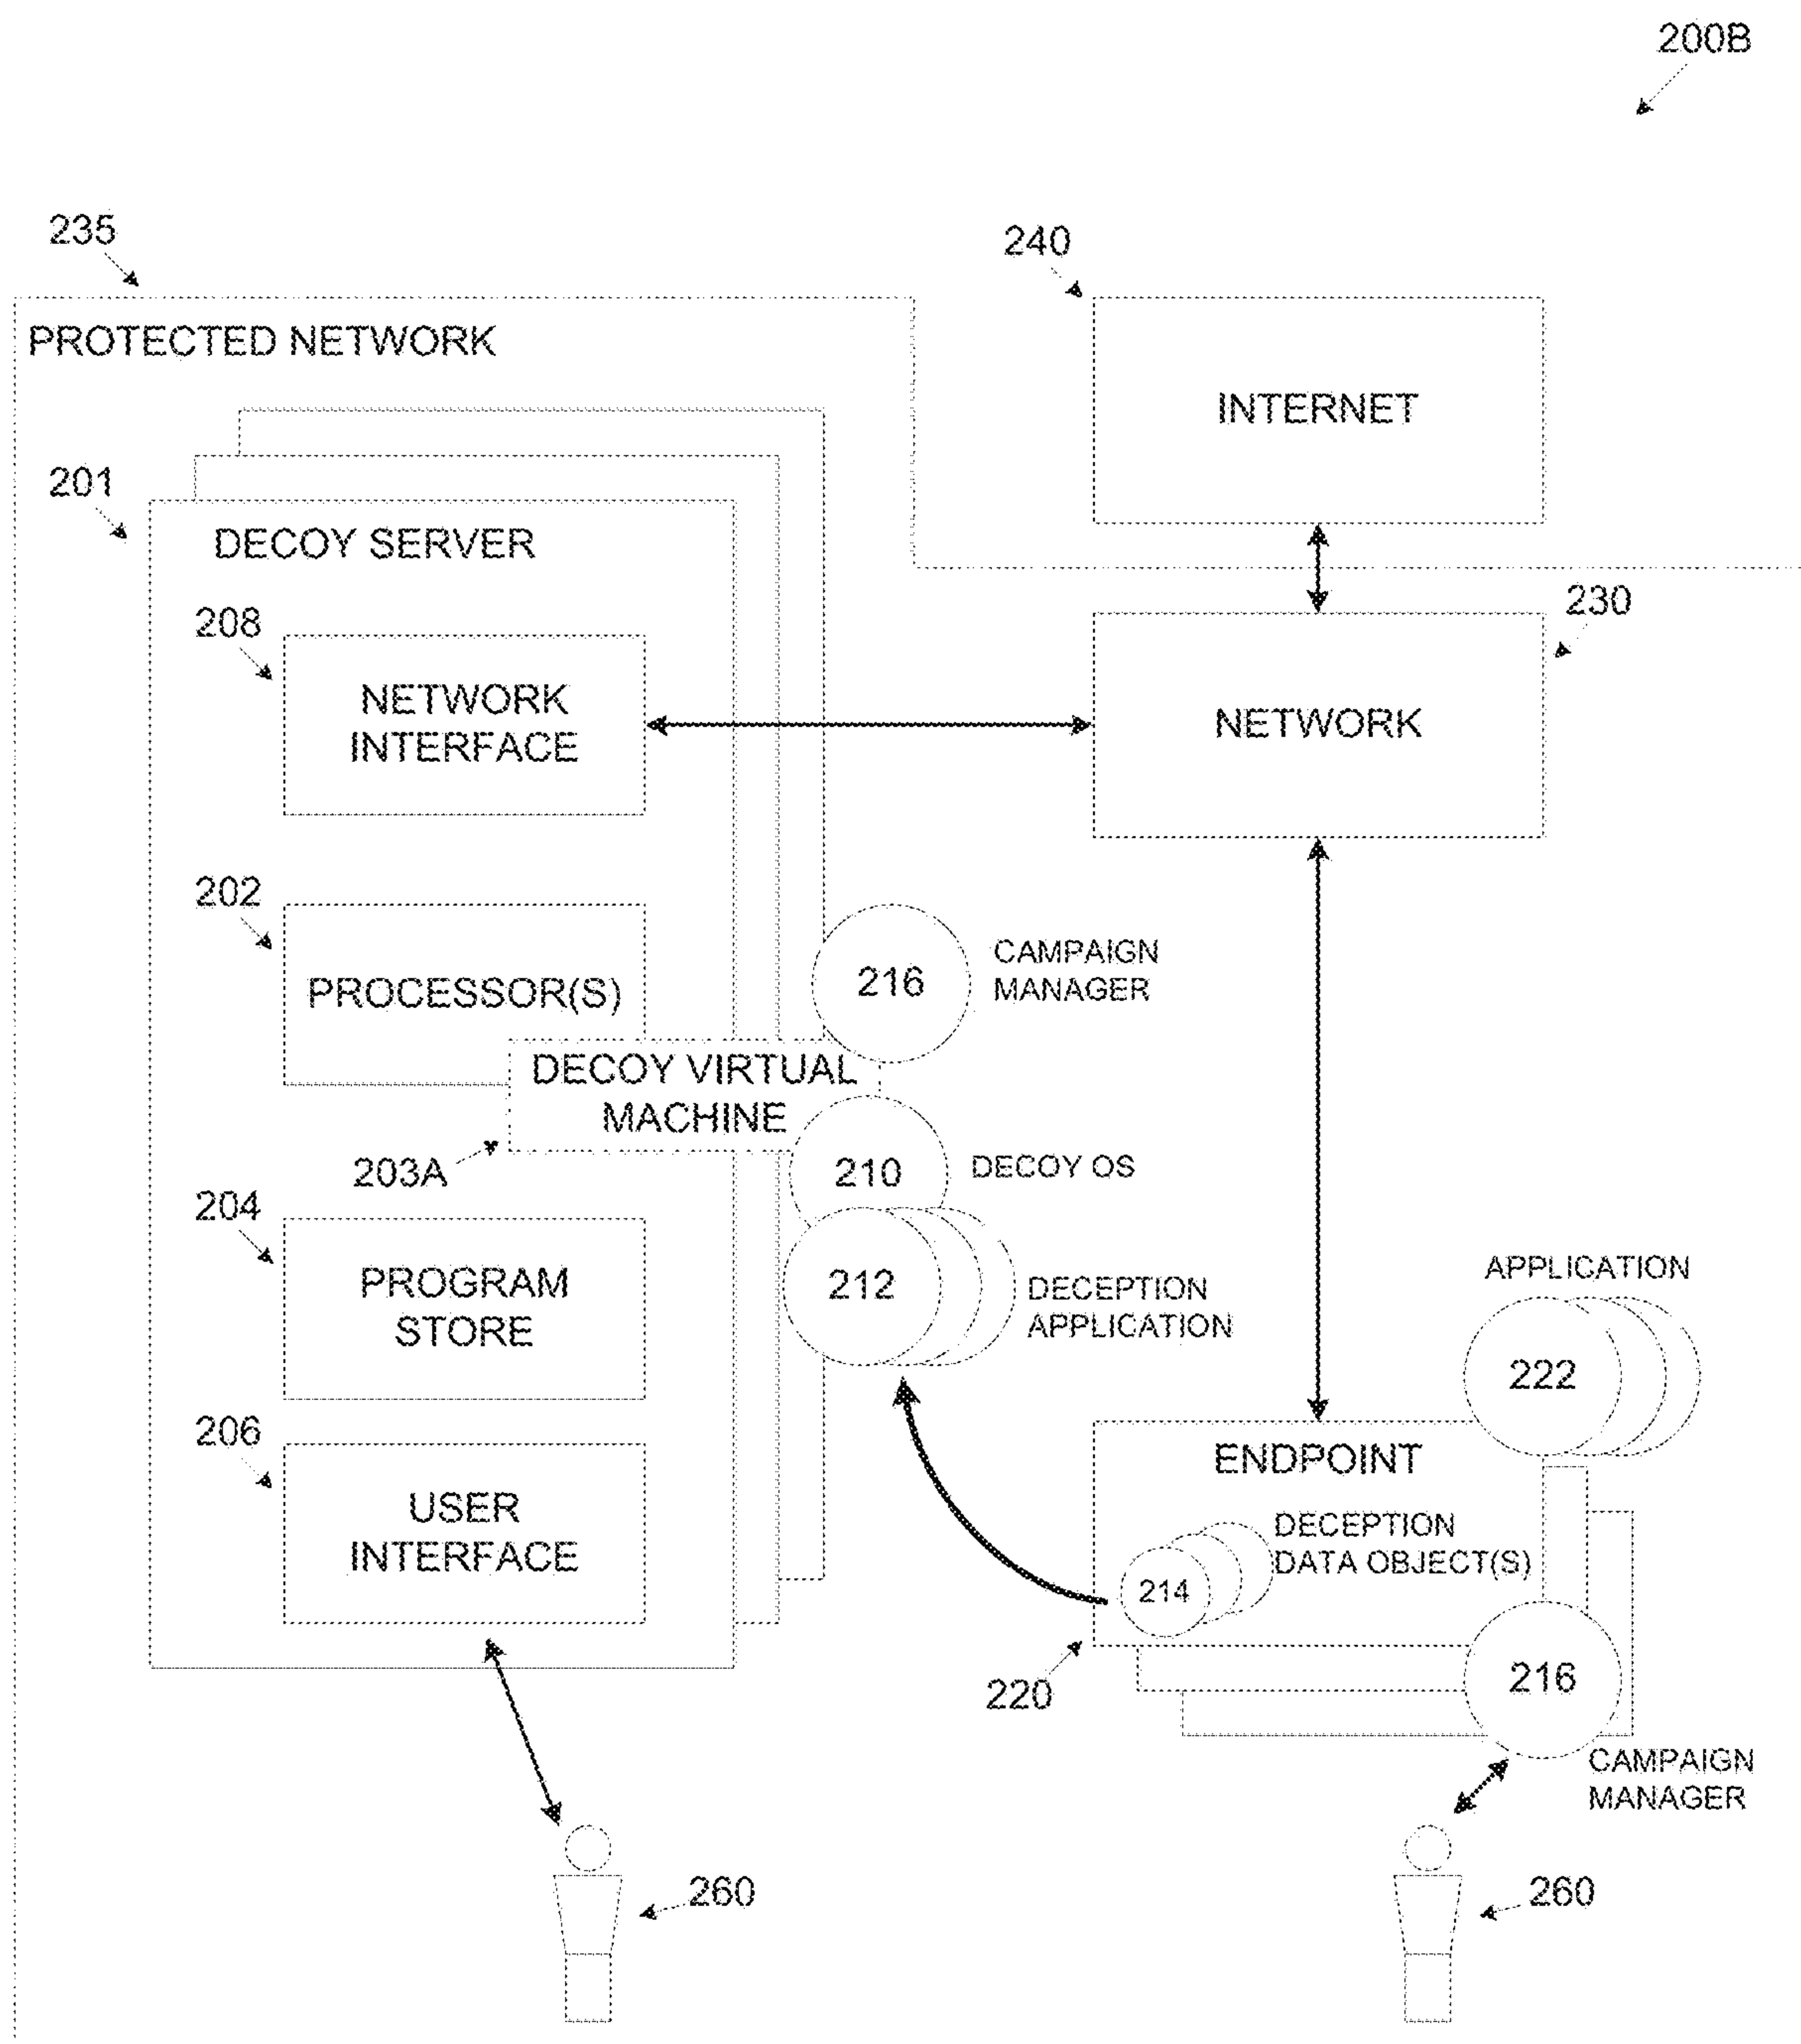 200B
235
240
PROTECTED NETWORK
INTERNET
201
DECOY SERVER
230
208
NETWORK
INTERFACE
NETWORK
202
PROCESSOR(S)
216
CAMPAIGN
MANAGER
DECOY VIRTUAL
MACHINE
203A
210
DECOY OS
204
PROGRAM
STORE
212
DECEPTION
APPLICATION
APPLICATION
222
206
USER
INTERFACE
ENDPOINT
DECEPTION
DATA OBJECT(S)
214
220
216
CAMPAIGN
MANAGER
260
260